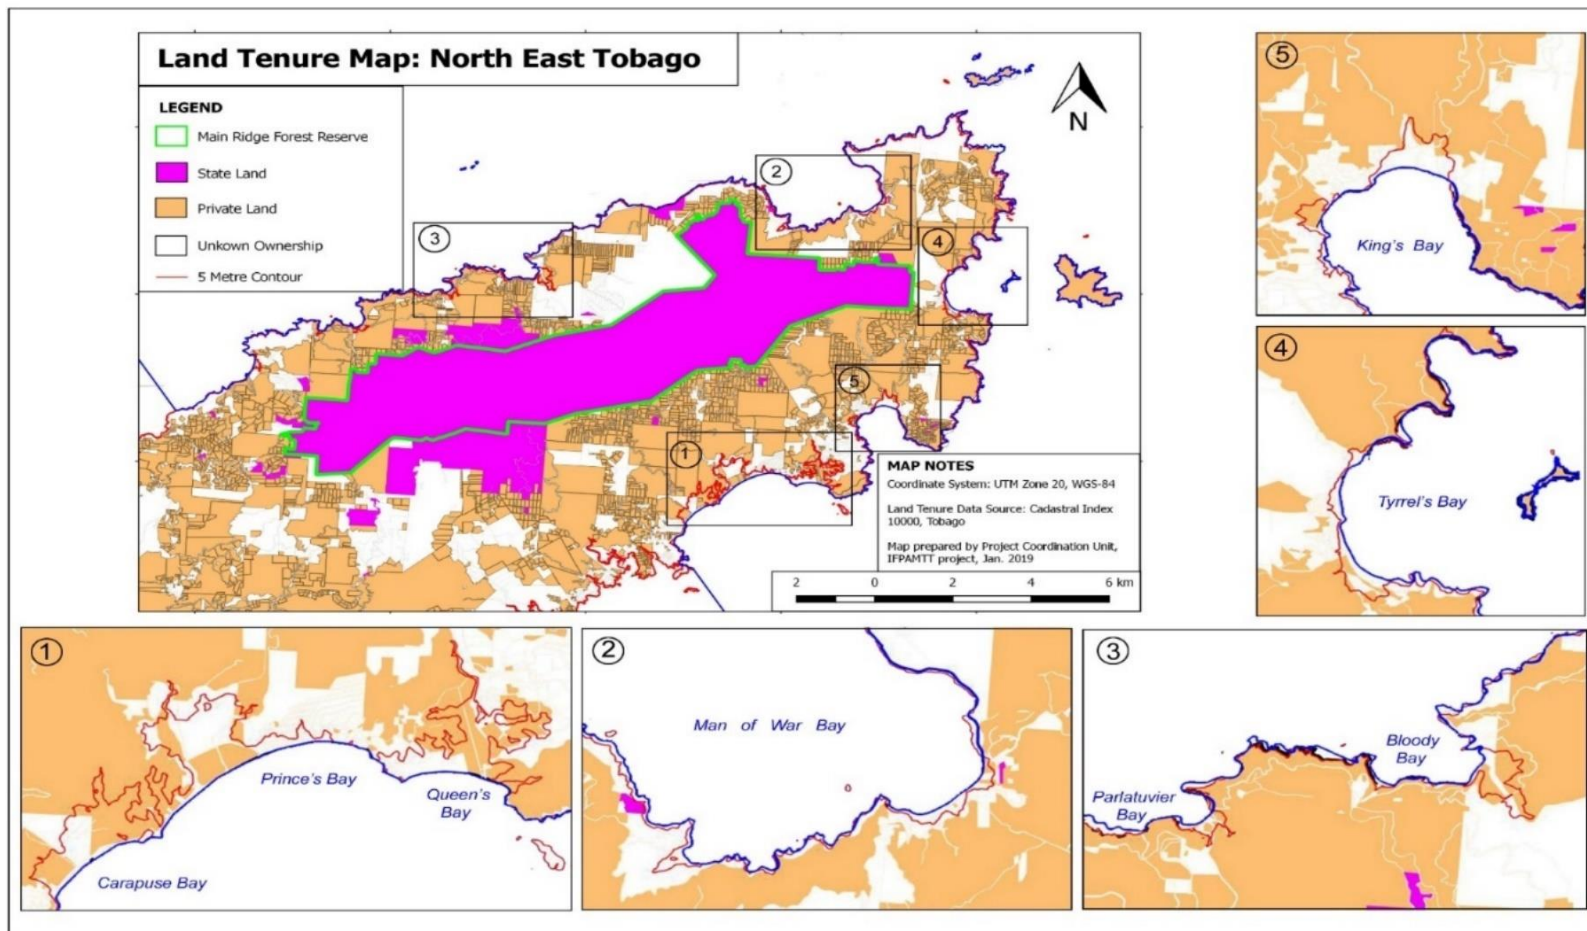 Land Tenure Map: North East Tobago
LEGEND
Main Ridge Forest Reserve
State Land
Private Land
Unkown Ownership
5 Metre Contour
N
2
3
4
5
1
MAP NOTES
Coordinate System: UTM Zone 20, WGS-84
Land Tenure Data Source: Cadastral Index
10000, Tobago
Map prepared by Project Coordination Unit,
IFPAMTT project, Jan. 2019
2 0 2 4 6 km
5
King's Bay
4
Tyrrel's Bay
1
Prince's Bay
Queen's
Bay
Carapuse Bay
2
Man of War Bay
3
Bloody
Bay
Parlatuvier
Bay